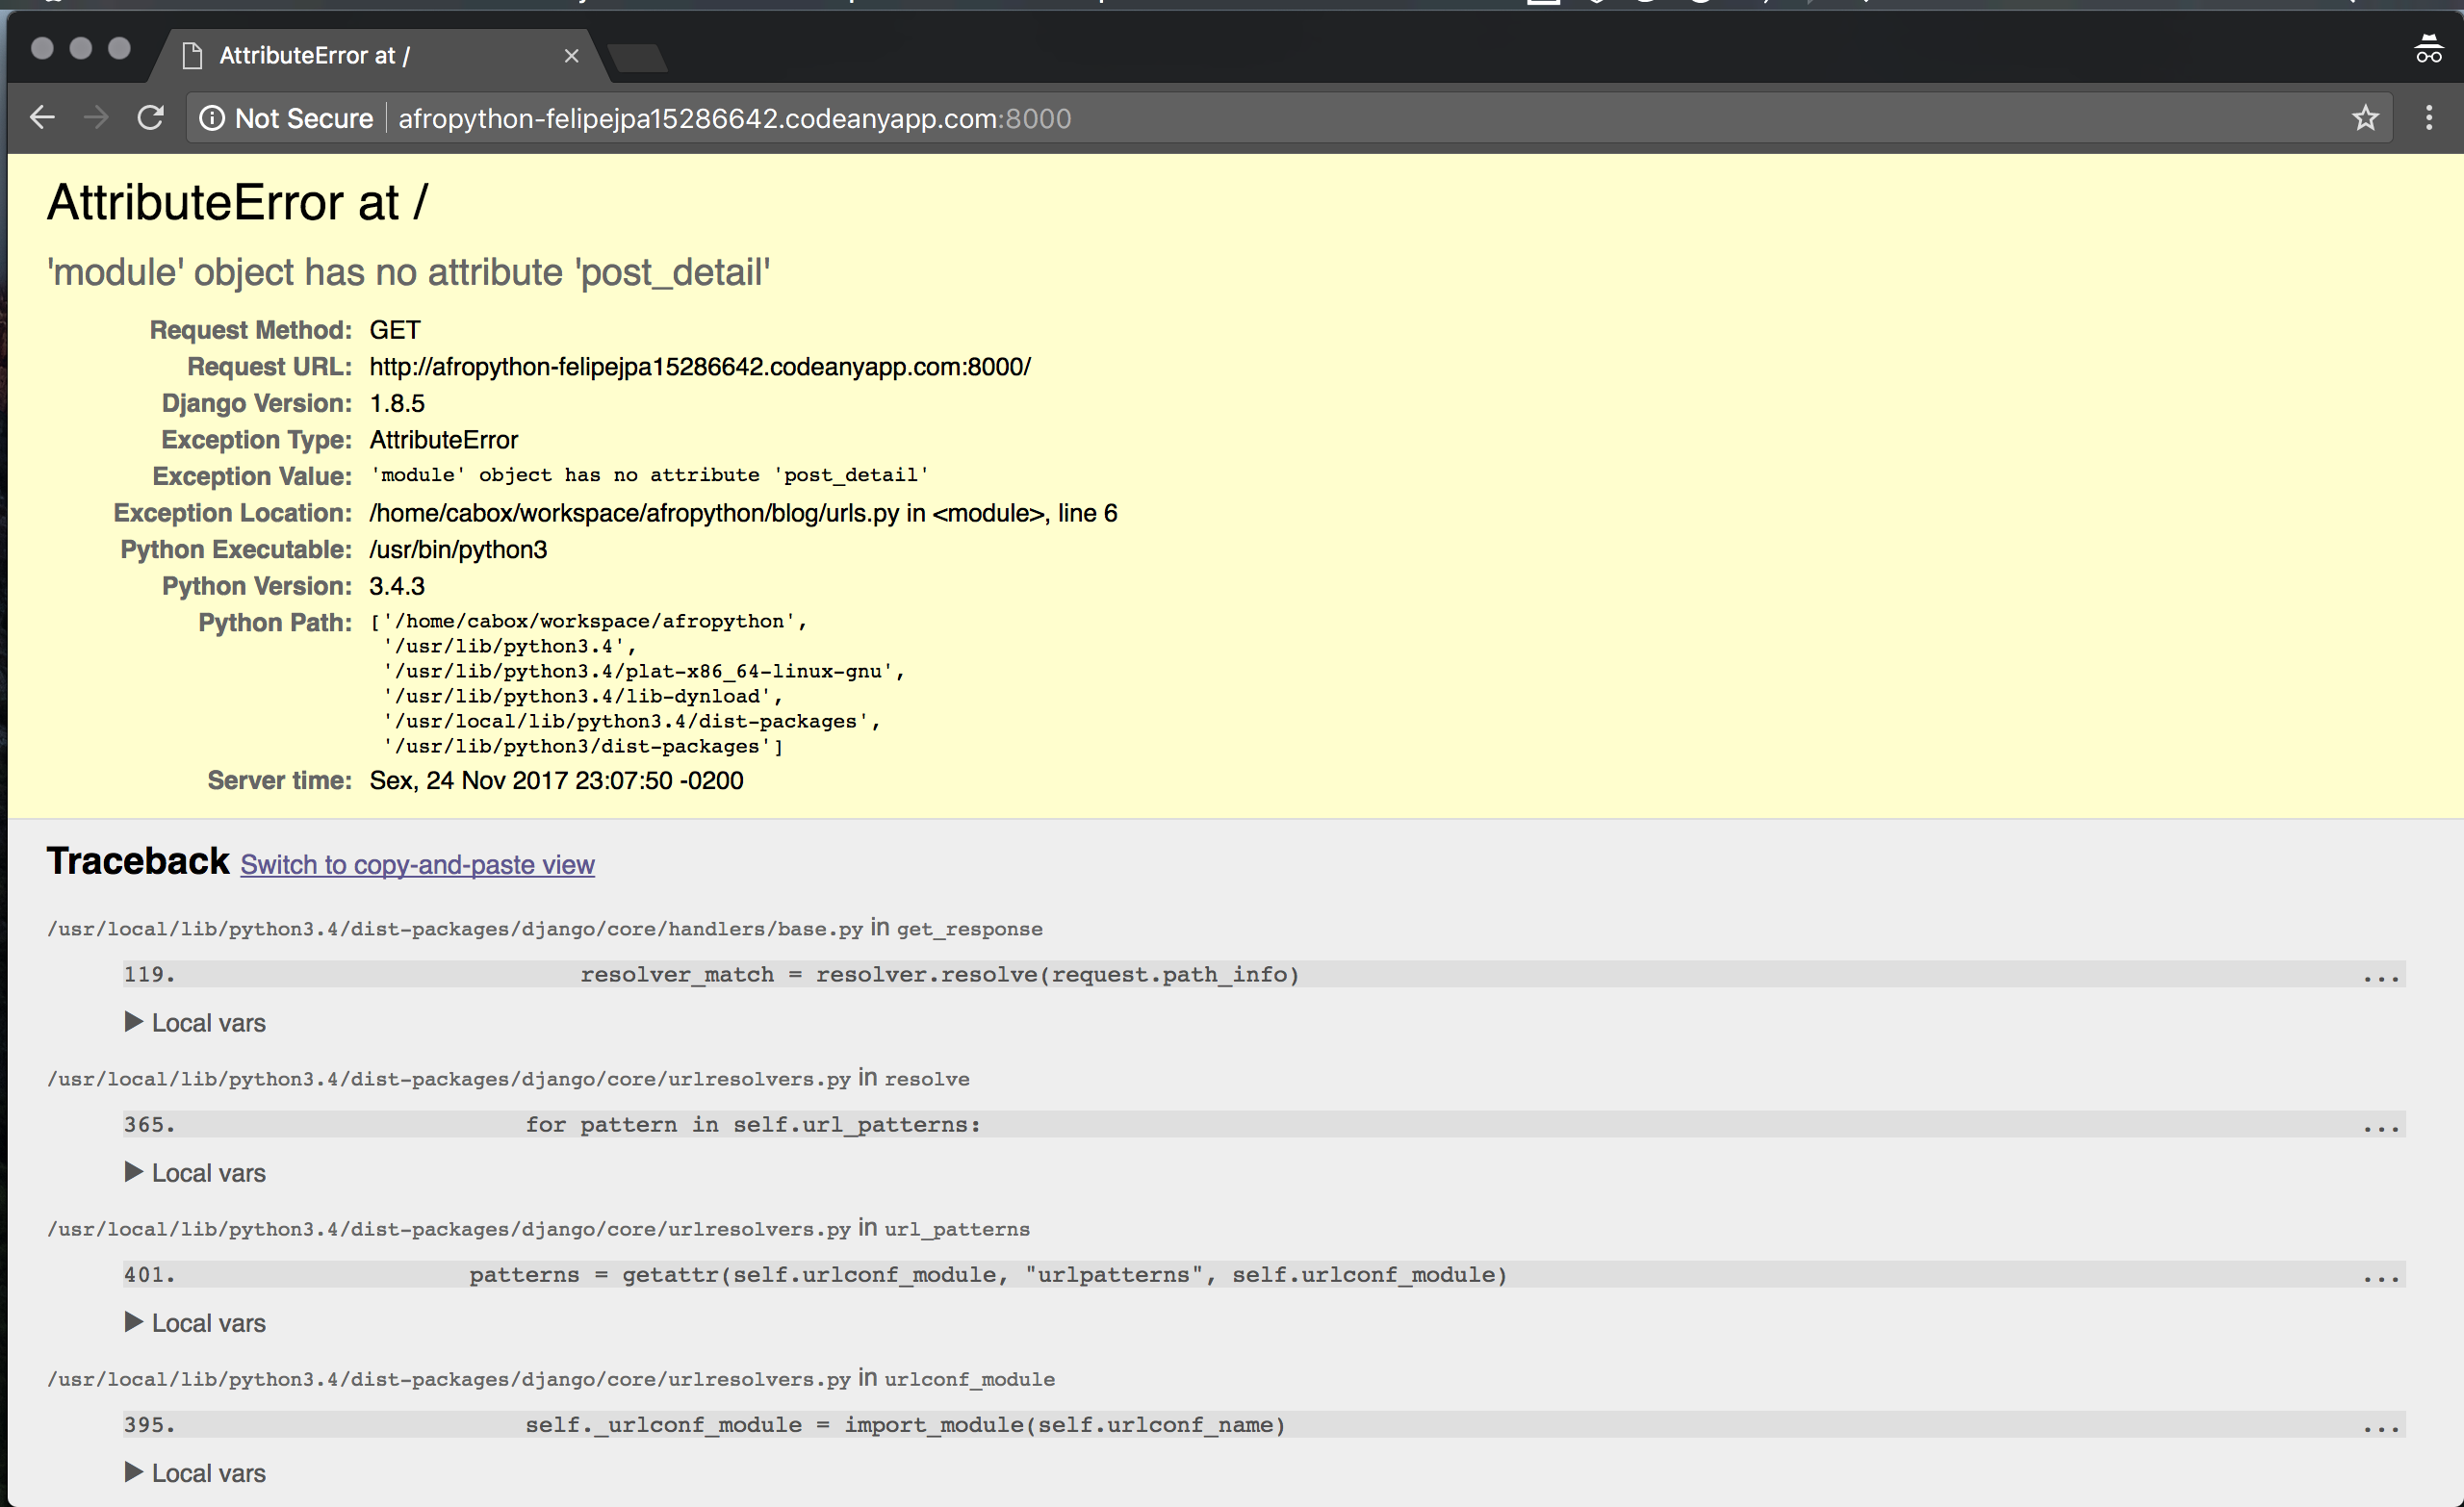 AttributeError at /
Not Secure afropython-felipejpa15286642.codeanyapp.com:8000
AttributeError at /
'module' object has no attribute 'post_detail'
Request Method: GET
Request URL: http://afropython-felipejpa15286642.codeanyapp.com:8000/
Django Version: 1.8.5
Exception Type: AttributeError
Exception Value: 'module' object has no attribute 'post_detail'
Exception Location: /home/cabox/workspace/afropython/blog/urls.py in <module>, line 6
Python Executable: /usr/bin/python3
Python Version: 3.4.3
Python Path: ['/home/cabox/workspace/afropython',
'/usr/lib/python3.4',
'/usr/lib/python3.4/plat-x86_64-linux-gnu',
'/usr/lib/python3.4/lib-dynload',
'/usr/local/lib/python3.4/dist-packages',
'/usr/lib/python3/dist-packages']
Server time: Sex, 24 Nov 2017 23:07:50 -0200
Traceback Switch to copy-and-paste view
/usr/local/lib/python3.4/dist-packages/django/core/handlers/base.py in get_response
119. resolver_match = resolver.resolve(request.path_info) ...
▶ Local vars
/usr/local/lib/python3.4/dist-packages/django/core/urlresolvers.py in resolve
365. for pattern in self.url_patterns: ...
▶ Local vars
/usr/local/lib/python3.4/dist-packages/django/core/urlresolvers.py in url_patterns
401. patterns = getattr(self.urlconf_module, "urlpatterns", self.urlconf_module) ...
▶ Local vars
/usr/local/lib/python3.4/dist-packages/django/core/urlresolvers.py in urlconf_module
395. self._urlconf_module = import_module(self.urlconf_name) ...
▶ Local vars